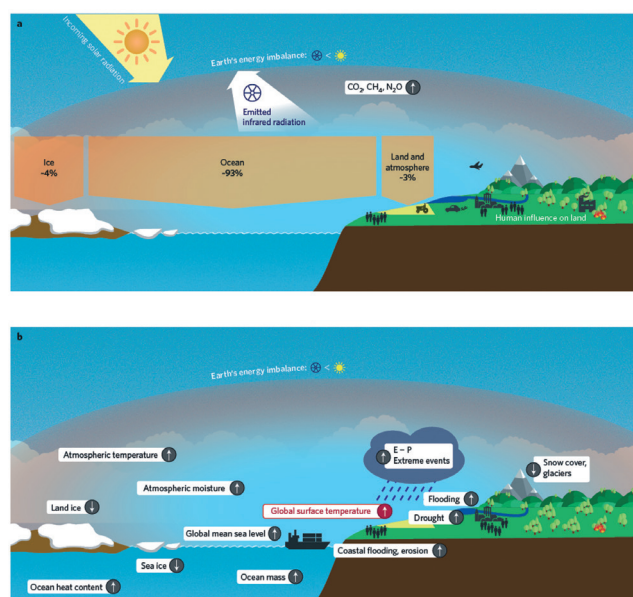 a
Incoming solar radiation
Earth's energy imbalance: <
CO₂, CH₄, N₂O ↑
Emitted
infrared radiation
Ice
~4%
Ocean
~93%
Land and
atmosphere
~3%
Human influence on land
b
Earth's energy imbalance: <
E – P
Extreme events
Atmospheric temperature
Snow cover,
glaciers
Atmospheric moisture
Flooding
Land ice
Global surface temperature
Drought
Global mean sea level
Coastal flooding, erosion
Sea ice
Ocean mass
Ocean heat content